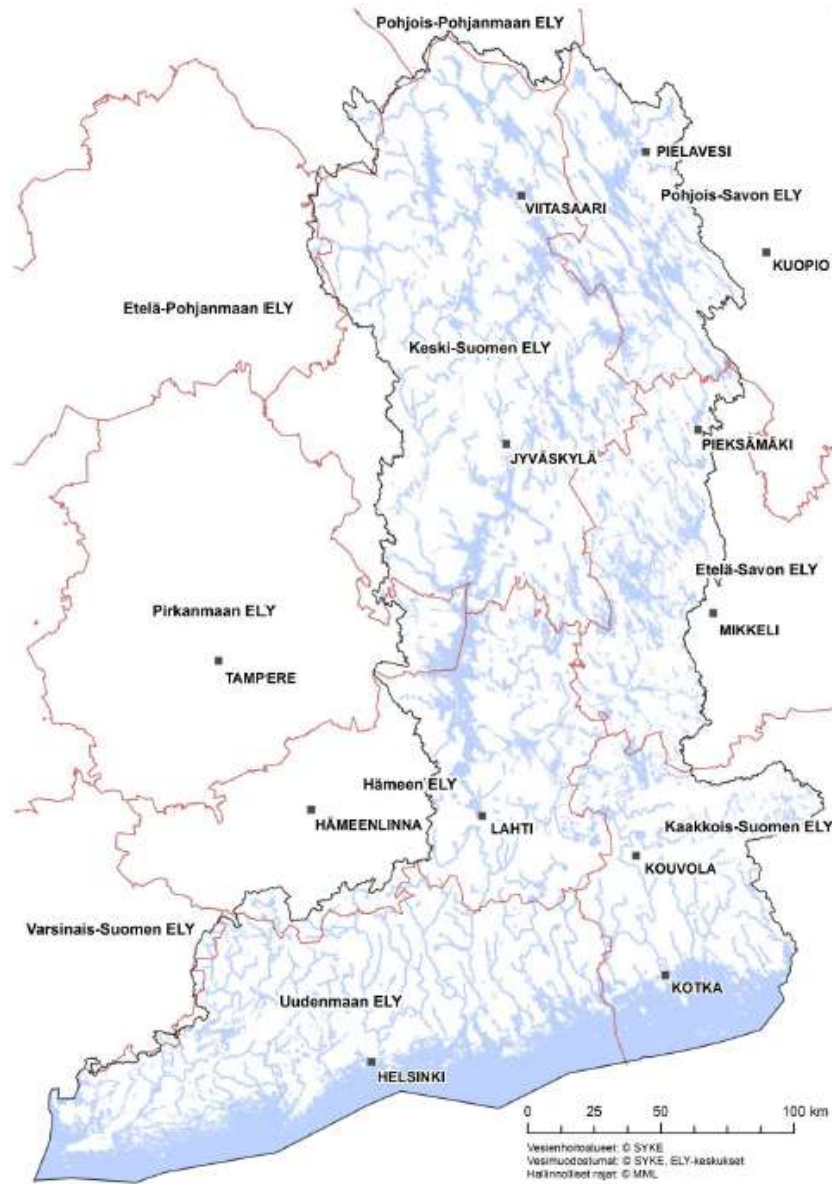 Pohjois-Pohjanmaan ELY
PIELAVESI
Pohjois-Savon ELY
VIITASAARI
KUOPIO
Etelä-Pohjanmaan ELY
Keski-Suomen ELY
PIEKSÄMÄKI
JYVÄSKYLÄ
Etelä-Savon ELY
Pirkanmaan ELY
MIKKELI
TAMPERE
Hämeen ELY
HÄMEENLINNA
LAHTI
Kaakkois-Suomen ELY
KOUVOLA
Varsinais-Suomen ELY
KOTKA
Uudenmaan ELY
HELSINKI
0 25 50 100 km
Vesienhoitoalueet: © SYKE
Vesimuodostumat: © SYKE, ELY-keskukset
Hallinnolliset rajat: © MML